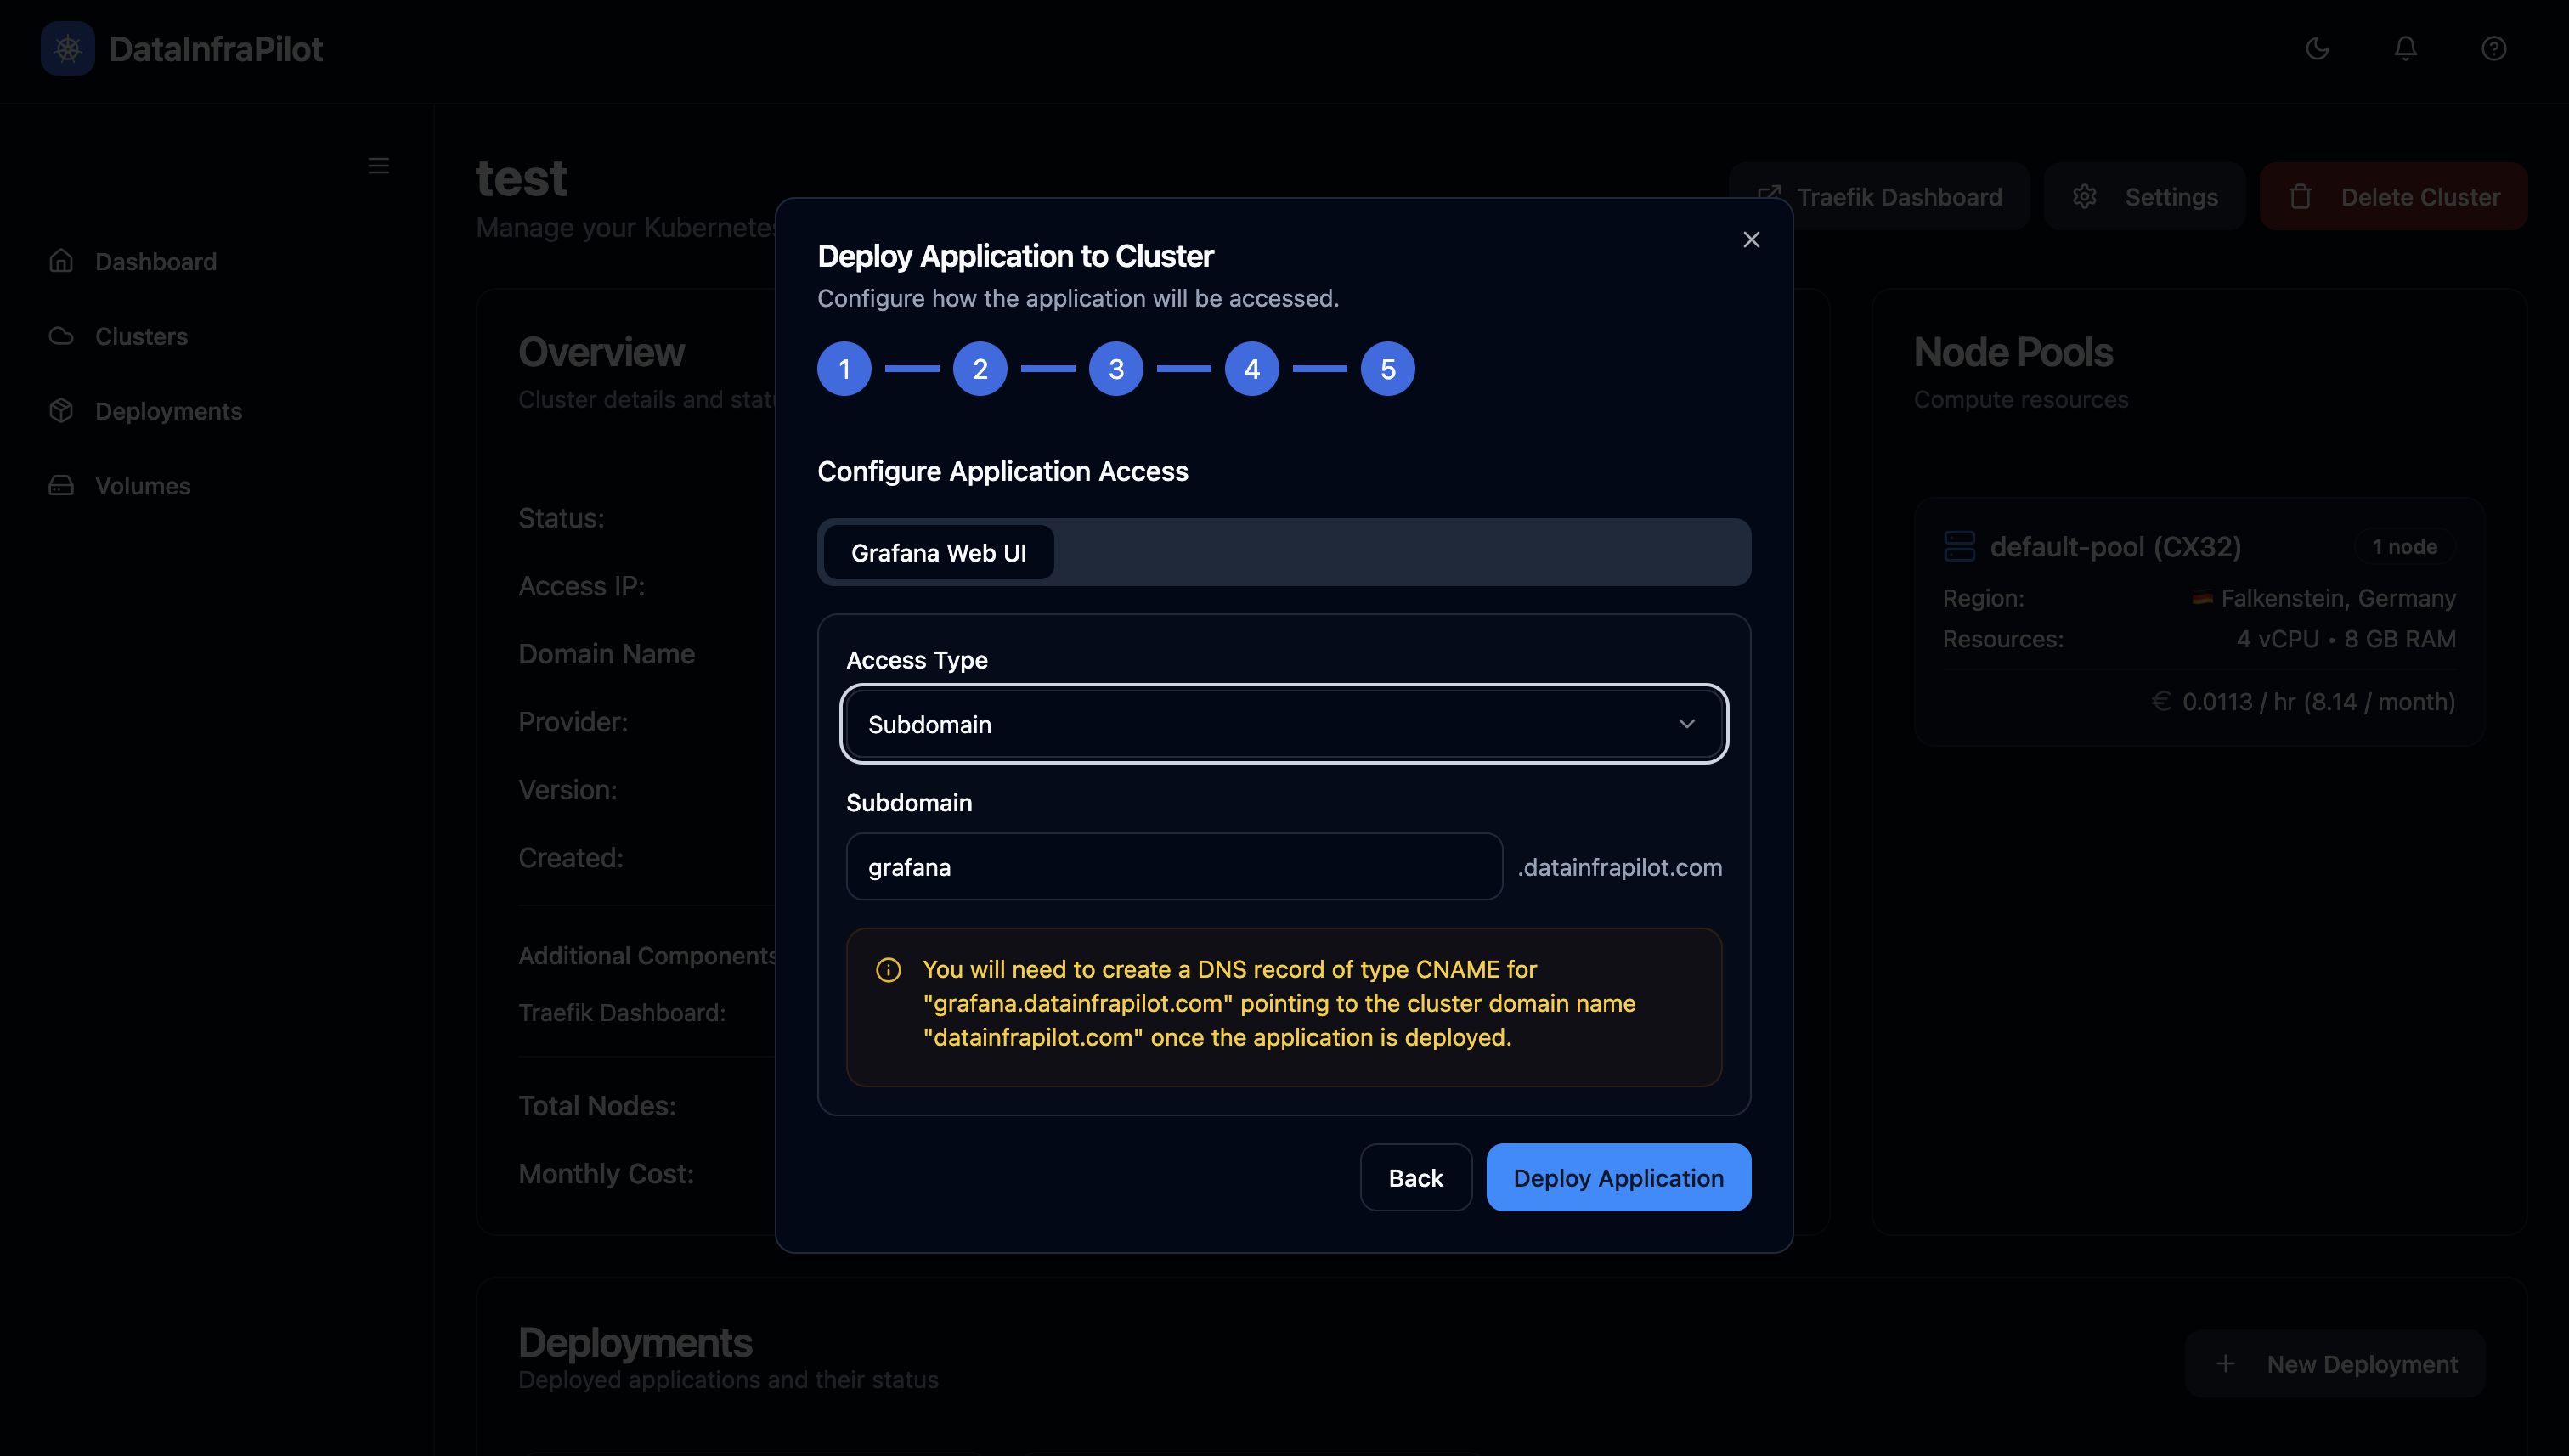 DataInfraPilot
Dashboard
Clusters
Deployments
Volumes
test
Manage your Kubernetes
Traefik Dashboard
Settings
Delete Cluster
Overview
Cluster details and
Status:
Access IP:
Domain Name
Provider:
Version:
Created:
Additional Components
Traefik Dashboard:
Total Nodes:
Monthly Cost:
Deploy Application to Cluster
Configure how the application will be accessed.
1 2 3 4 5
Configure Application Access
Grafana Web UI
Access Type
Subdomain
Subdomain
grafana .datainfrapilot.com
You will need to create a DNS record of type CNAME for
"grafana.datainfrapilot.com" pointing to the cluster domain name
"datainfrapilot.com" once the application is deployed.
Back
Deploy Application
Node Pools
Compute resources
default-pool (CX32)
1 node
Region: Falkenstein, Germany
Resources: 4 vCPU • 8 GB RAM
€ 0.0113 / hr (8.14 / month)
Deployments
Deployed applications and their status
+ New Deployment